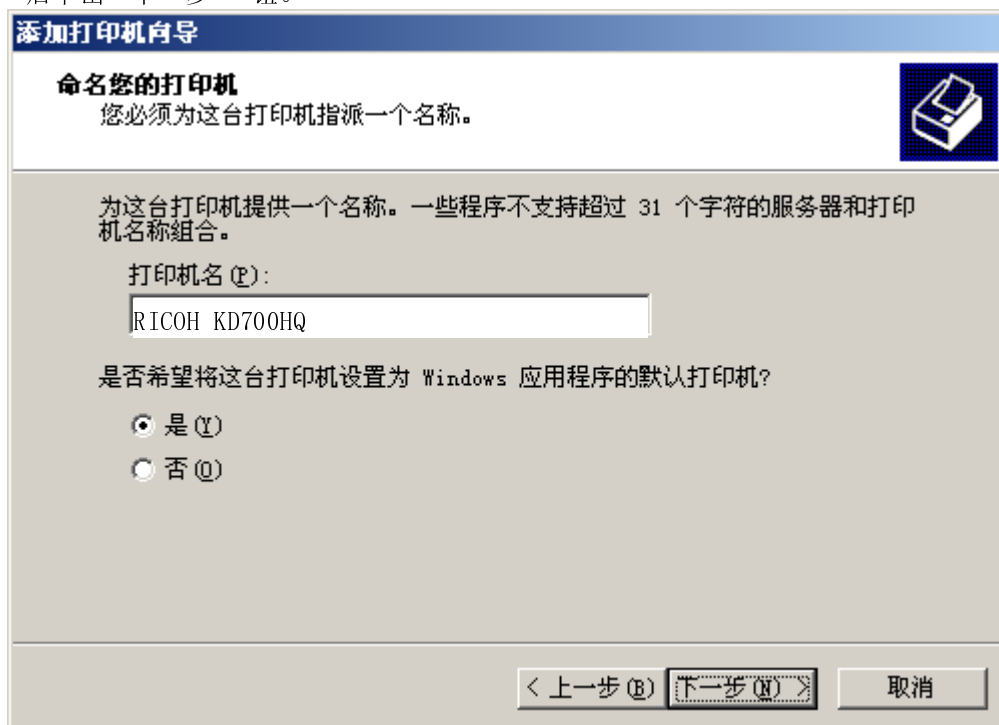 添加打印机向导
命名您的打印机
您必须为这台打印机指派一个名称。
为这台打印机提供一个名称。一些程序不支持超过 31 个字符的服务器和打印
机名称组合。
打印机名(P):
RICOH KD700HQ
是否希望将这台打印机设置为 Windows 应用程序的默认打印机?
是(Y)
否(O)
< 上一步(B) 下一步(N) > 取消